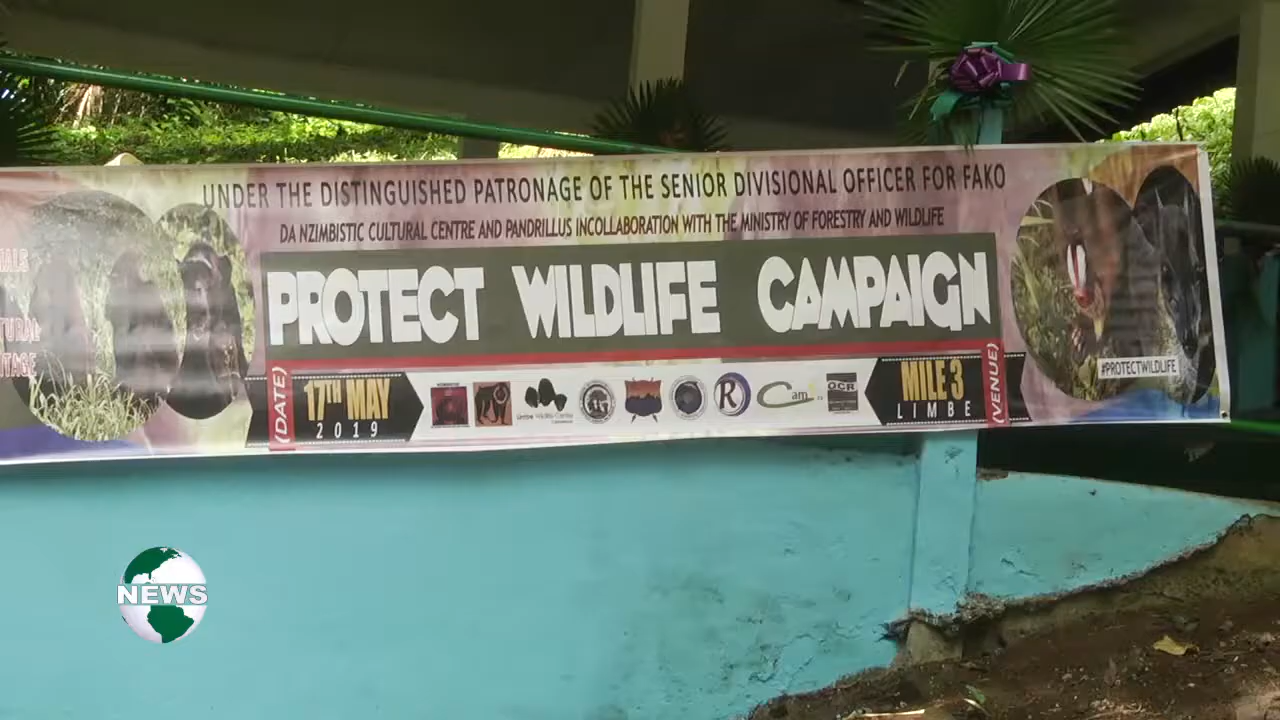 UNDER THE DISTINGUISHED PATRONAGE OF THE SENIOR DIVISIONAL OFFICER FOR FAKO
DA NZIMBISTIC CULTURAL CENTRE AND PANDRILLUS INCOLLABORATION WITH THE MINISTRY OF FORESTRY AND WILDLIFE
PROTECT WILDLIFE CAMPAIGN
#PROTECTWILDLIFE
(DATE)
17TH MAY
2019
R
Cam
OCR
MILE 3
LIMBE
(VENUE)
NEWS